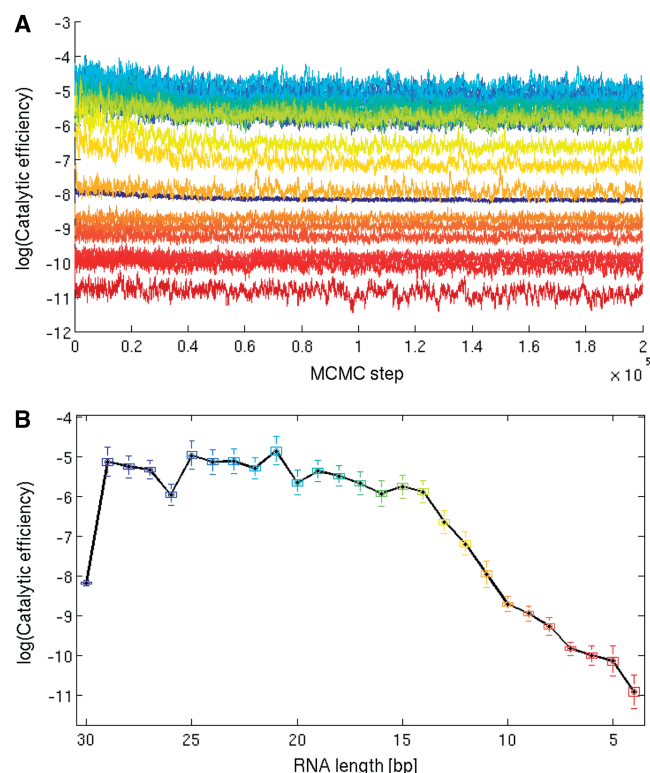 A
-3
-4
-5
-6
-7
-8
-9
-10
-11
-12
log(Catalytic efficiency)
0 0.2 0.4 0.6 0.8 1 1.2 1.4 1.6 1.8 2
MCMC step
× 10^5
B
-4
-5
-6
-7
-8
-9
-10
-11
log(Catalytic efficiency)
30 25 20 15 10 5
RNA length [bp]